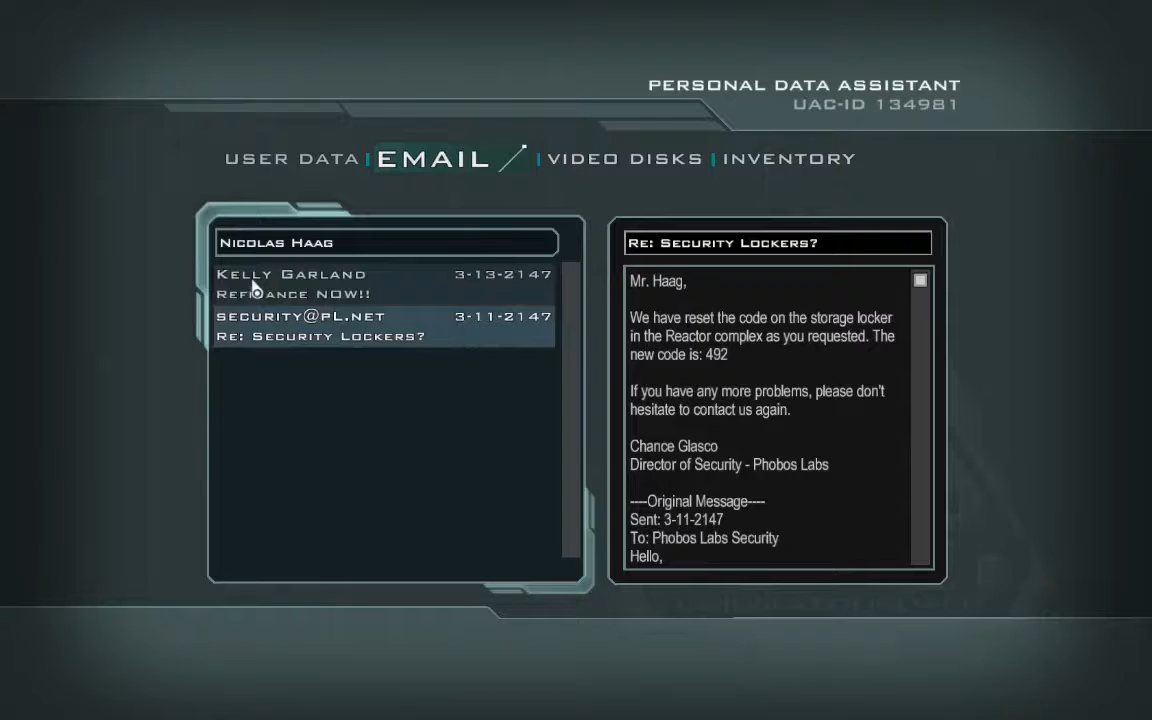 PERSONAL DATA ASSISTANT
UAC-ID 134981
USER DATA EMAIL VIDEO DISKS INVENTORY
Nicolas Haag
Kelly Garland 3-13-2147
Refinance NOW!!
security@pl.net 3-11-2147
Re: Security Lockers?
Re: Security Lockers?
Mr. Haag,
We have reset the code on the storage locker
in the Reactor complex as you requested. The
new code is: 492
If you have any more problems, please don't
hesitate to contact us again.
Chance Glasco
Director of Security - Phobos Labs
----Original Message----
Sent: 3-11-2147
To: Phobos Labs Security
Hello,